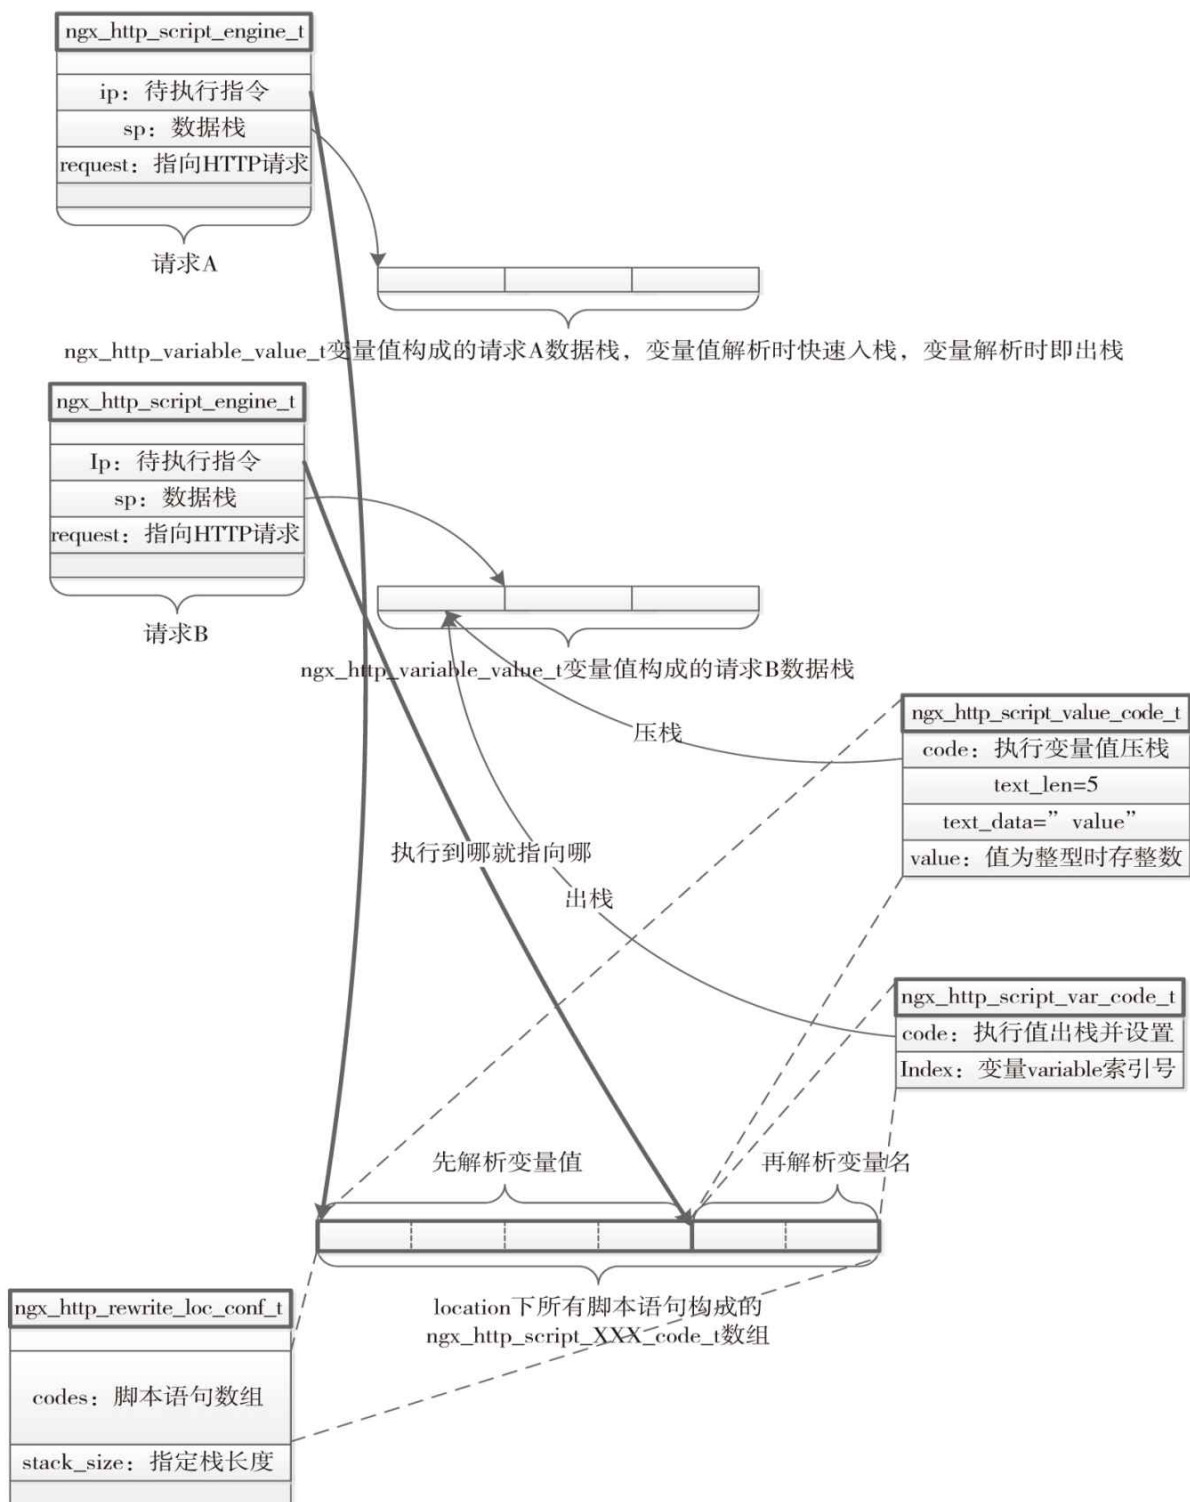 ngx_http_script_engine_t
ip：待执行指令
sp：数据栈
request：指向HTTP请求
请求A
ngx_http_variable_value_t变量值构成的请求A数据栈，变量值解析时快速入栈，变量解析时即出栈
ngx_http_script_engine_t
Ip：待执行指令
sp：数据栈
request：指向HTTP请求
请求B
ngx_http_variable_value_t变量值构成的请求B数据栈
ngx_http_script_value_code_t
code：执行变量值压栈
text_len=5
text_data=”value”
value：值为整型时存整数
压栈
执行到哪就指向哪
出栈
ngx_http_script_var_code_t
code：执行值出栈并设置
Index：变量variable索引号
先解析变量值
再解析变量名
location下所有脚本语句构成的
ngx_http_script_XXX_code_t数组
ngx_http_rewrite_loc_conf_t
codes：脚本语句数组
stack_size：指定栈长度